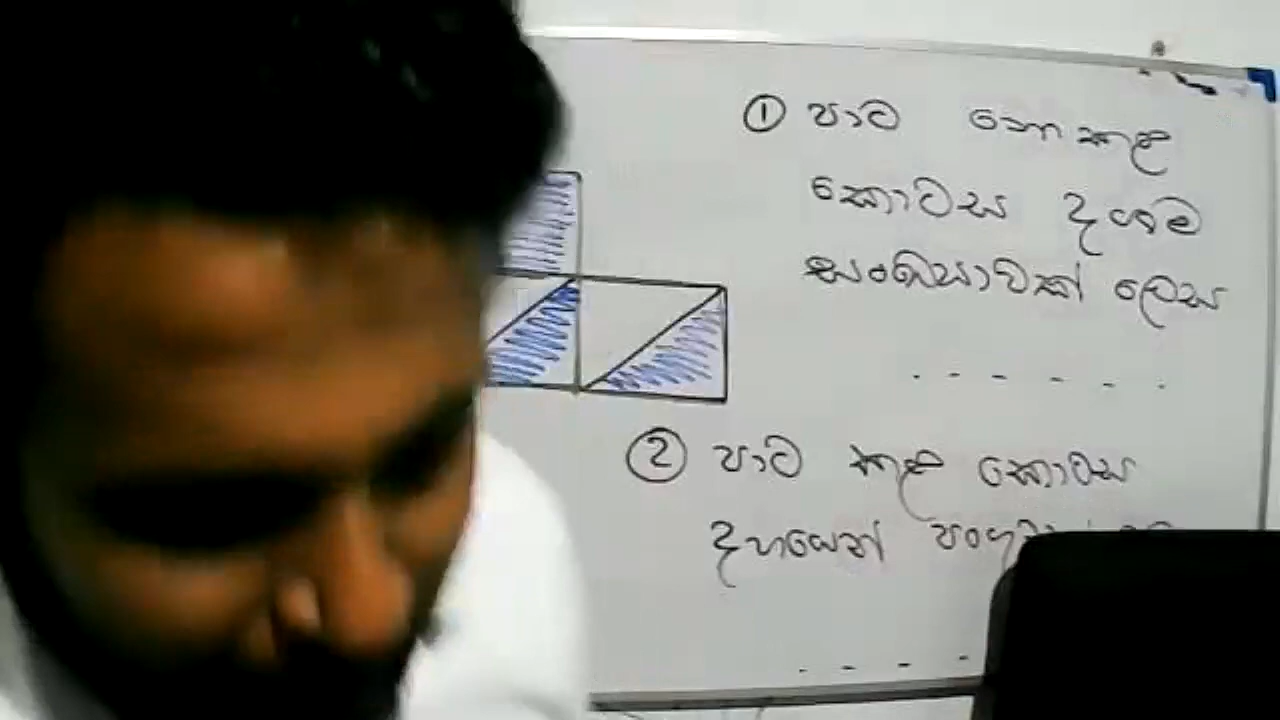 ① පාට නොකළ
කොටස දශම
සංඛ්‍යාවක් ලෙස
- - - - - -
② පාට කළ කොටස
දහයෙන් පංගු
- - - -